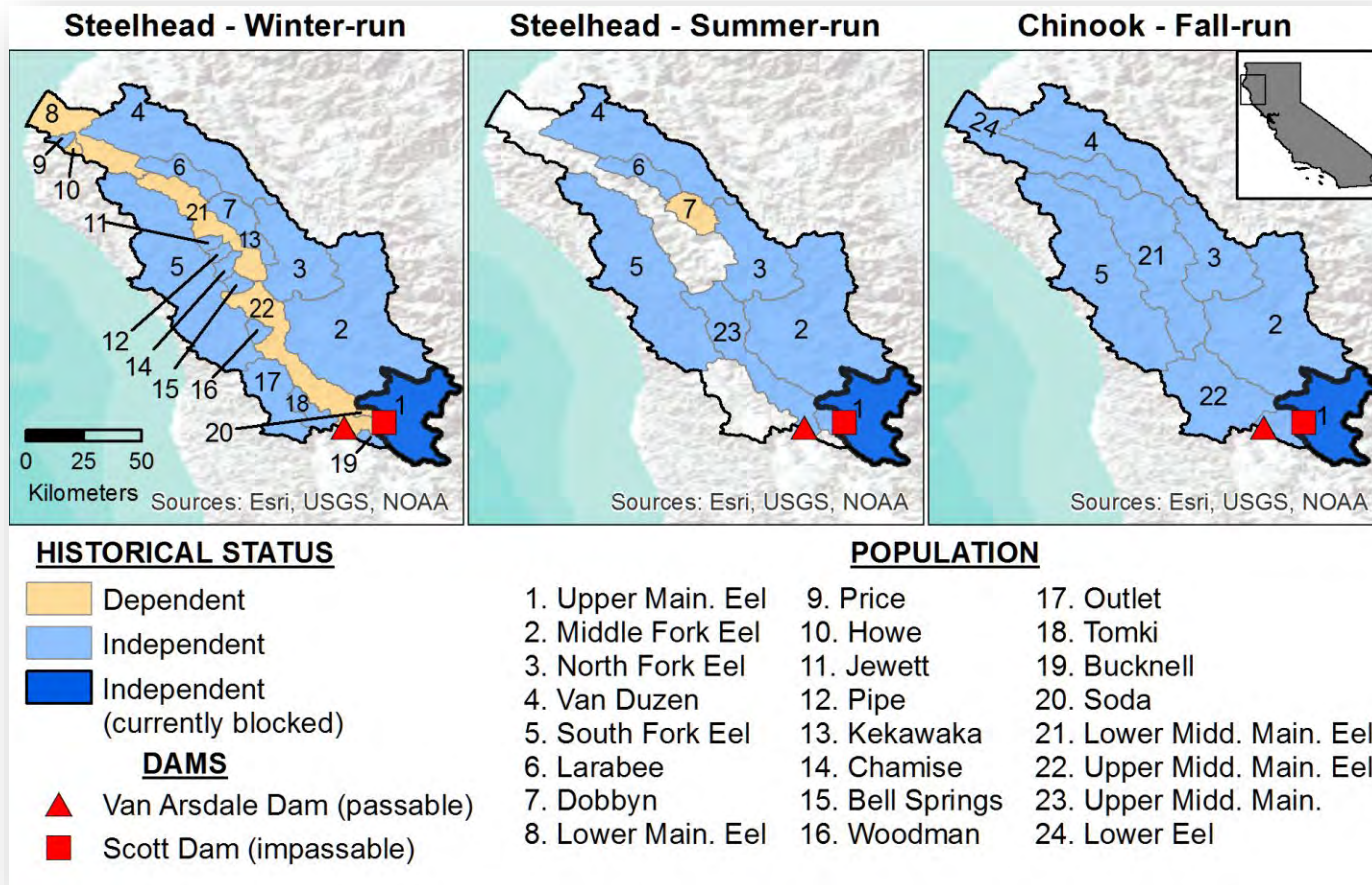 Steelhead - Winter-run
Steelhead - Summer-run
Chinook - Fall-run
8
4
9
10
6
21
7
11
13
5
3
12
22
2
14
15
16
17
18
1
20
19
0 25 50
Kilometers
Sources: Esri, USGS, NOAA
4
6
7
5
3
23
2
1
Sources: Esri, USGS, NOAA
24
4
21
3
5
2
22
1
Sources: Esri, USGS, NOAA
HISTORICAL STATUS
Dependent
Independent
Independent
(currently blocked)
DAMS
Van Arsdale Dam (passable)
Scott Dam (impassable)
POPULATION
1. Upper Main. Eel
2. Middle Fork Eel
3. North Fork Eel
4. Van Duzen
5. South Fork Eel
6. Larabee
7. Dobbyn
8. Lower Main. Eel
9. Price
10. Howe
11. Jewett
12. Pipe
13. Kekawaka
14. Chamise
15. Bell Springs
16. Woodman
17. Outlet
18. Tomki
19. Bucknell
20. Soda
21. Lower Midd. Main. Eel
22. Upper Midd. Main. Eel
23. Upper Midd. Main.
24. Lower Eel